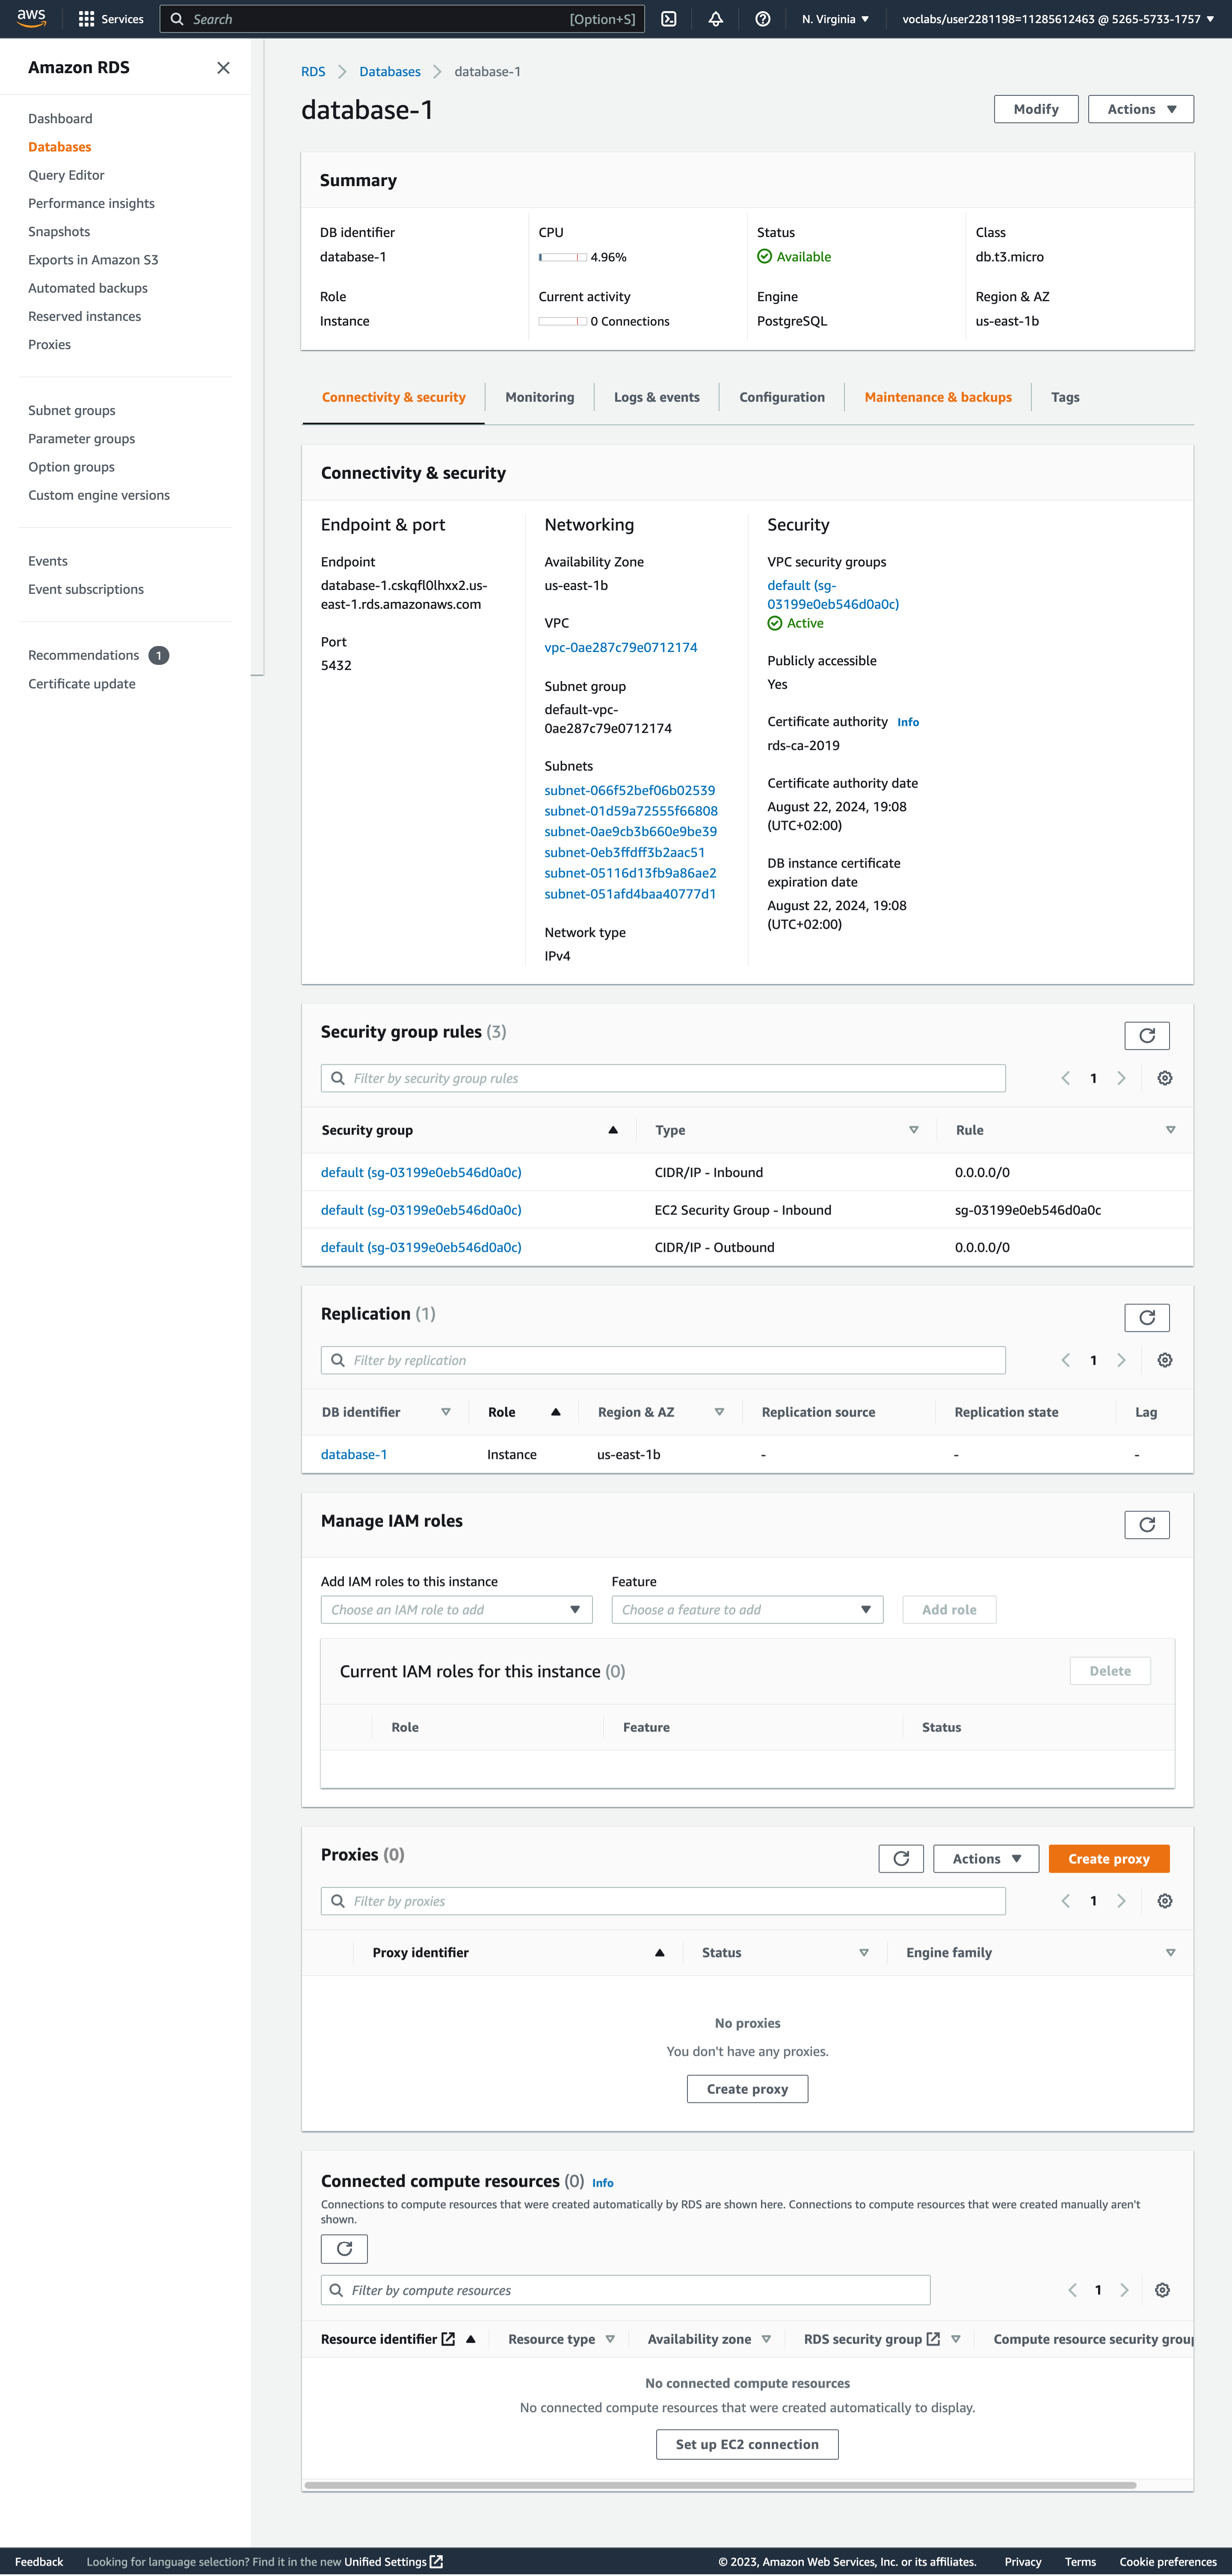 aws Services Search [Option+S] N. Virginia voclabs/user2281198=11285612463 @ 5265-5733-1757
Amazon RDS
Dashboard
Databases
Query Editor
Performance insights
Snapshots
Exports in Amazon S3
Automated backups
Reserved instances
Proxies
Subnet groups
Parameter groups
Option groups
Custom engine versions
Events
Event subscriptions
Recommendations 1
Certificate update
RDS Databases database-1
database-1
Modify Actions
Summary
DB identifier
database-1
Role
Instance
CPU
4.96%
Current activity
0 Connections
Status
Available
Engine
PostgreSQL
Class
db.t3.micro
Region & AZ
us-east-1b
Connectivity & security Monitoring Logs & events Configuration Maintenance & backups Tags
Connectivity & security
Endpoint & port
Endpoint
database-1.cskqfl0lhxx2.us-
east-1.rds.amazonaws.com
Port
5432
Networking
Availability Zone
us-east-1b
VPC
vpc-0ae287c79e0712174
Subnet group
default-vpc-
0ae287c79e0712174
Subnets
subnet-066f52bef06b02539
subnet-01d59a72555f66808
subnet-0ae9cb3b660e9be39
subnet-0eb3ffdff3b2aac51
subnet-05116d13fb9a86ae2
subnet-051afd4baa40777d1
Network type
IPv4
Security
VPC security groups
default (sg-
03199e0eb546d0a0c)
Active
Publicly accessible
Yes
Certificate authority Info
rds-ca-2019
Certificate authority date
August 22, 2024, 19:08
(UTC+02:00)
DB instance certificate
expiration date
August 22, 2024, 19:08
(UTC+02:00)
Security group rules (3)
Filter by security group rules 1
Security group Type Rule
default (sg-03199e0eb546d0a0c) CIDR/IP - Inbound 0.0.0.0/0
default (sg-03199e0eb546d0a0c) EC2 Security Group - Inbound sg-03199e0eb546d0a0c
default (sg-03199e0eb546d0a0c) CIDR/IP - Outbound 0.0.0.0/0
Replication (1)
Filter by replication 1
DB identifier Role Region & AZ Replication source Replication state Lag
database-1 Instance us-east-1b - - -
Manage IAM roles
Add IAM roles to this instance Feature
Choose an IAM role to add Choose a feature to add Add role
Current IAM roles for this instance (0) Delete
Role Feature Status
Proxies (0) Actions Create proxy
Filter by proxies 1
Proxy identifier Status Engine family
No proxies
You don't have any proxies.
Create proxy
Connected compute resources (0) Info
Connections to compute resources that were created automatically by RDS are shown here. Connections to compute resources that were created manually aren't
shown.
Filter by compute resources 1
Resource identifier Resource type Availability zone RDS security group Compute resource security group
No connected compute resources
No connected compute resources that were created automatically to display.
Set up EC2 connection
Feedback Looking for language selection? Find it in the new Unified Settings © 2023, Amazon Web Services, Inc. or its affiliates. Privacy Terms Cookie preferences